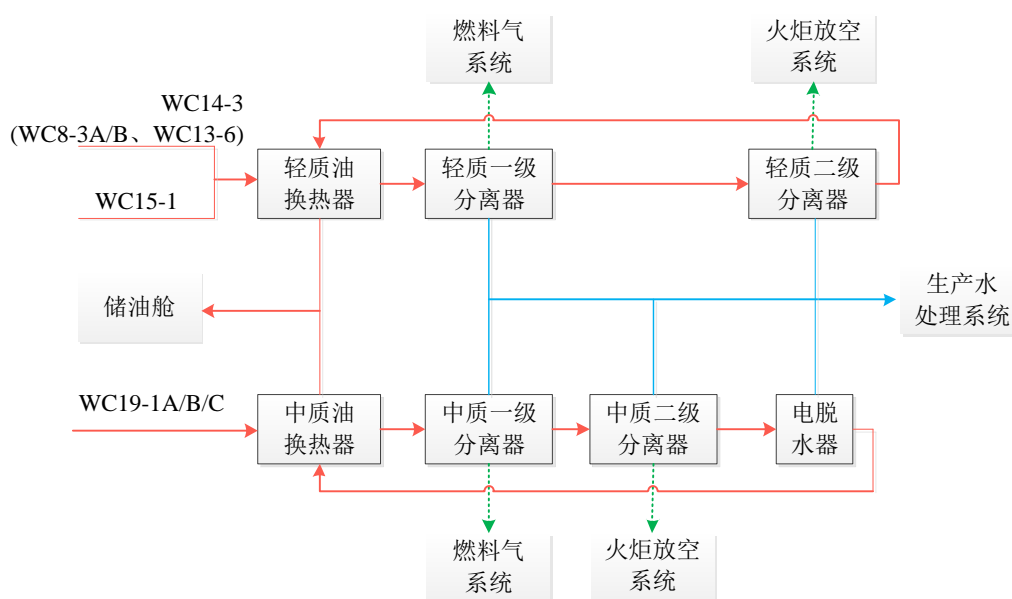 燃料气
系统
火炬放空
系统
WC14-3
(WC8-3A/B、WC13-6)
轻质油
换热器
轻质一级
分离器
轻质二级
分离器
WC15-1
储油舱
生产水
处理系统
WC19-1A/B/C
中质油
换热器
中质一级
分离器
中质二级
分离器
电脱
水器
燃料气
系统
火炬放空
系统